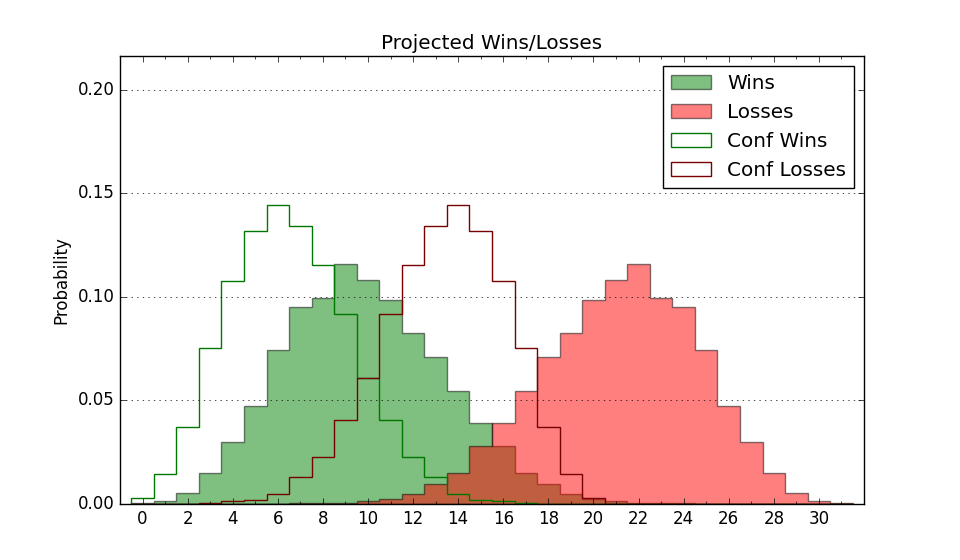 Projected Wins/Losses
Wins
Losses
Conf Wins
Conf Losses
Probability
0.20
0.15
0.10
0.05
0.00
0 2 4 6 8 10 12 14 16 18 20 22 24 26 28 30